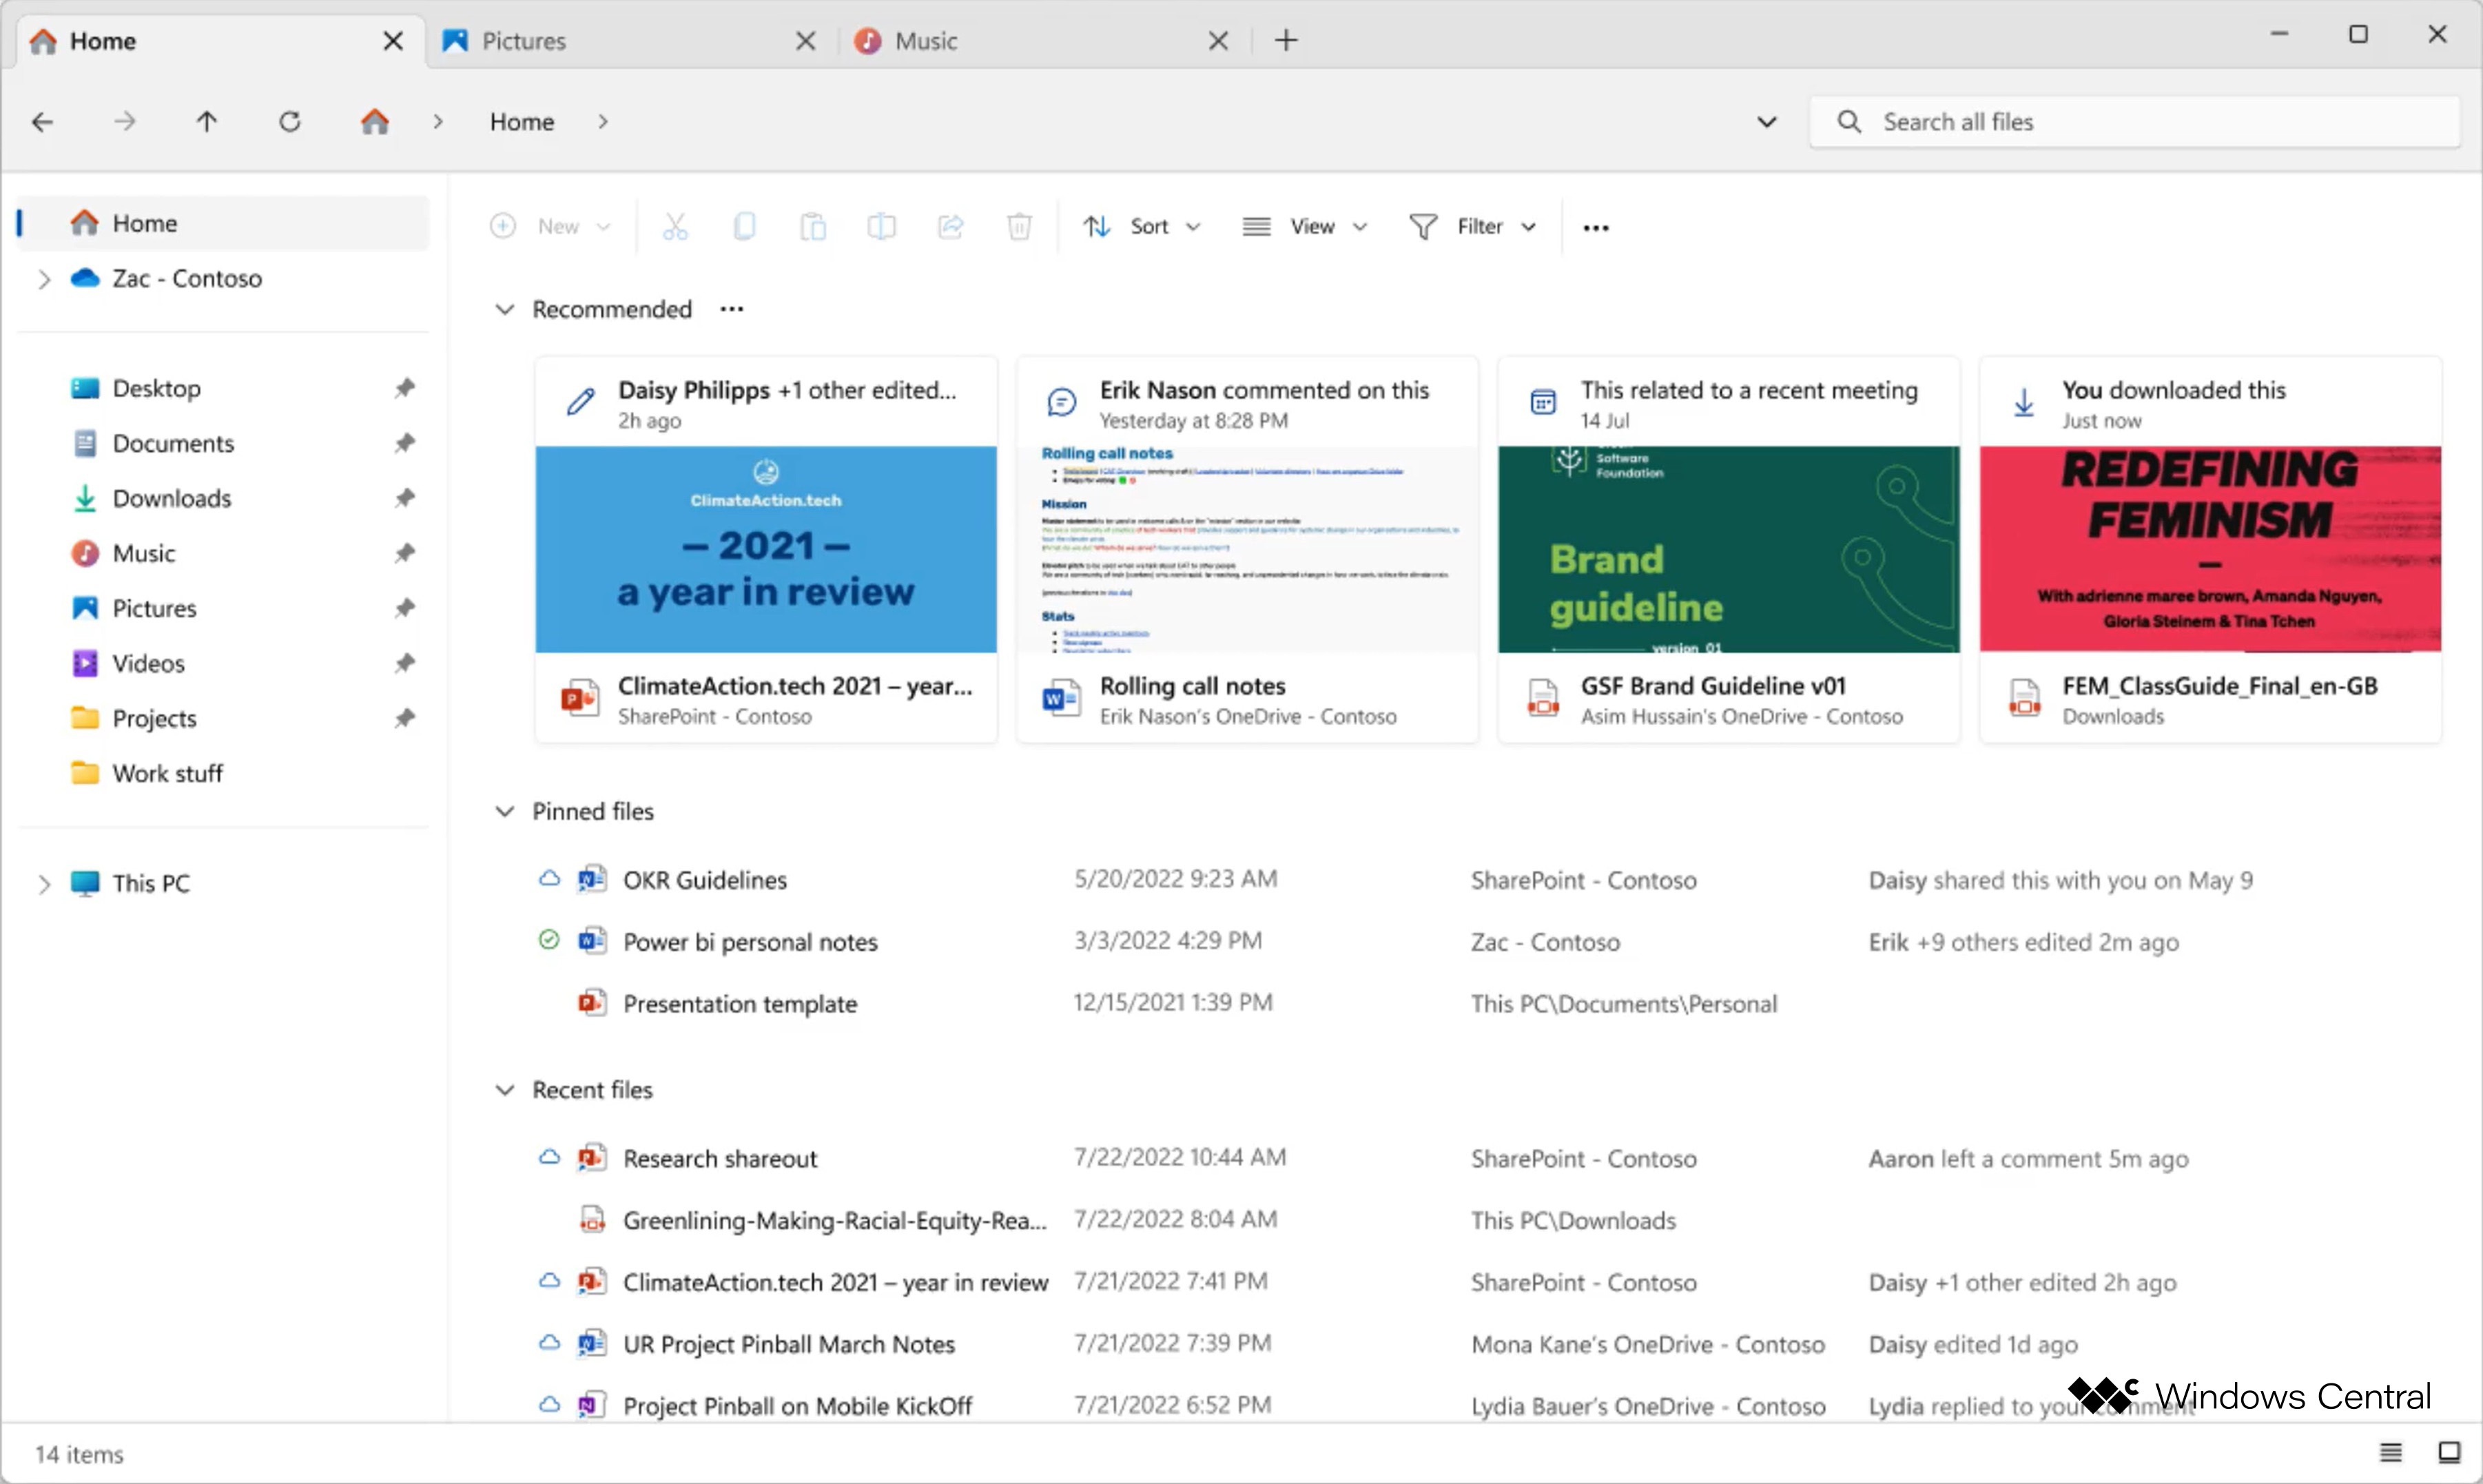 Home
Pictures
Music
Home
Search all files
Home
Zac - Contoso
Desktop
Documents
Downloads
Music
Pictures
Videos
Projects
Work stuff
This PC
New
Sort
View
Filter
Recommended
Daisy Philipps +1 other edited...
2h ago
ClimateAction.tech
– 2021 –
a year in review
ClimateAction.tech 2021 – year...
SharePoint - Contoso
Erik Nason commented on this
Yesterday at 8:28 PM
Rolling call notes
Mission
Stats
Rolling call notes
Erik Nason's OneDrive - Contoso
This related to a recent meeting
14 Jul
Software
Foundation
Brand
guideline
version 01
GSF Brand Guideline v01
Asim Hussain's OneDrive - Contoso
You downloaded this
Just now
REDEFINING
FEMINISM
With adrienne maree brown, Amanda Nguyen,
Gloria Steinem & Tina Tchen
FEM_ClassGuide_Final_en-GB
Downloads
Pinned files
OKR Guidelines 5/20/2022 9:23 AM SharePoint - Contoso Daisy shared this with you on May 9
Power bi personal notes 3/3/2022 4:29 PM Zac - Contoso Erik +9 others edited 2m ago
Presentation template 12/15/2021 1:39 PM This PC\Documents\Personal
Recent files
Research shareout 7/22/2022 10:44 AM SharePoint - Contoso Aaron left a comment 5m ago
Greenlining-Making-Racial-Equity-Rea... 7/22/2022 8:04 AM This PC\Downloads
ClimateAction.tech 2021 – year in review 7/21/2022 7:41 PM SharePoint - Contoso Daisy +1 other edited 2h ago
UR Project Pinball March Notes 7/21/2022 7:39 PM Mona Kane's OneDrive - Contoso Daisy edited 1d ago
Project Pinball on Mobile KickOff 7/21/2022 6:52 PM Lydia Bauer's OneDrive - Contoso Lydia replied to your comment
Windows Central
14 items